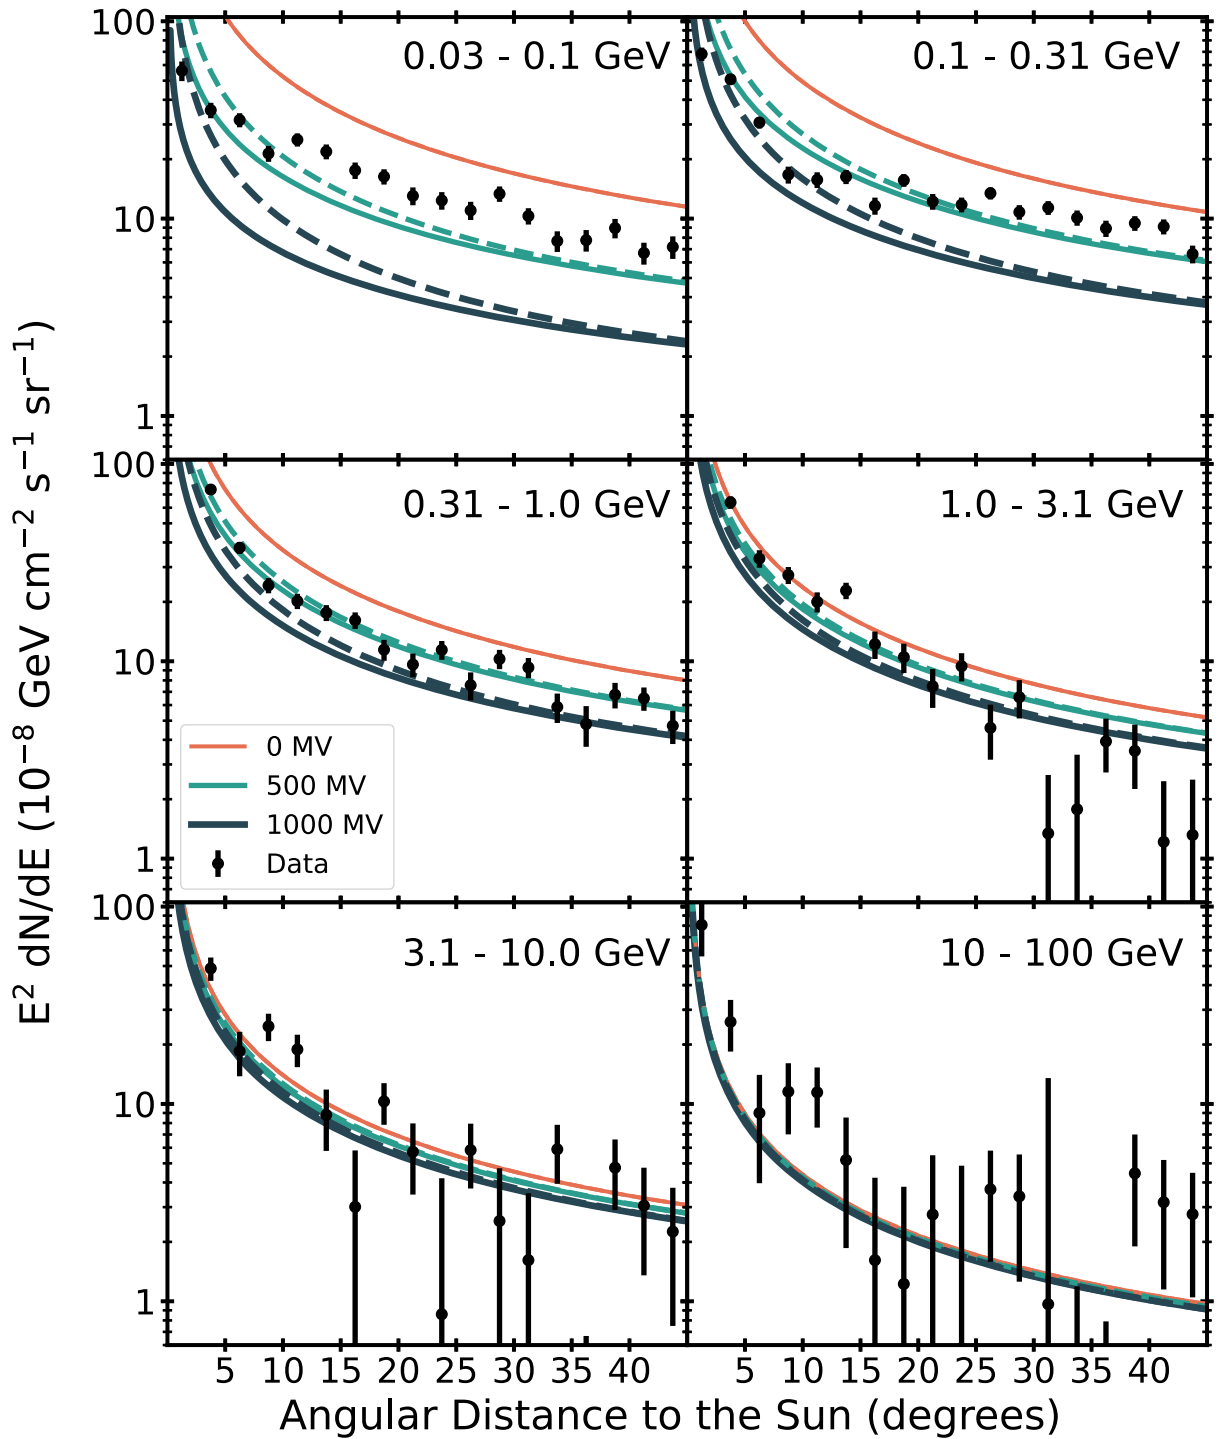 100
10
1
0.03 - 0.1 GeV
0.1 - 0.31 GeV
100
10
1
0.31 - 1.0 GeV
1.0 - 3.1 GeV
0 MV
500 MV
1000 MV
Data
100
10
1
3.1 - 10.0 GeV
10 - 100 GeV
5 10 15 20 25 30 35 40
5 10 15 20 25 30 35 40
Angular Distance to the Sun (degrees)
E² dN/dE (10⁻⁸ GeV cm⁻² s⁻¹ sr⁻¹)